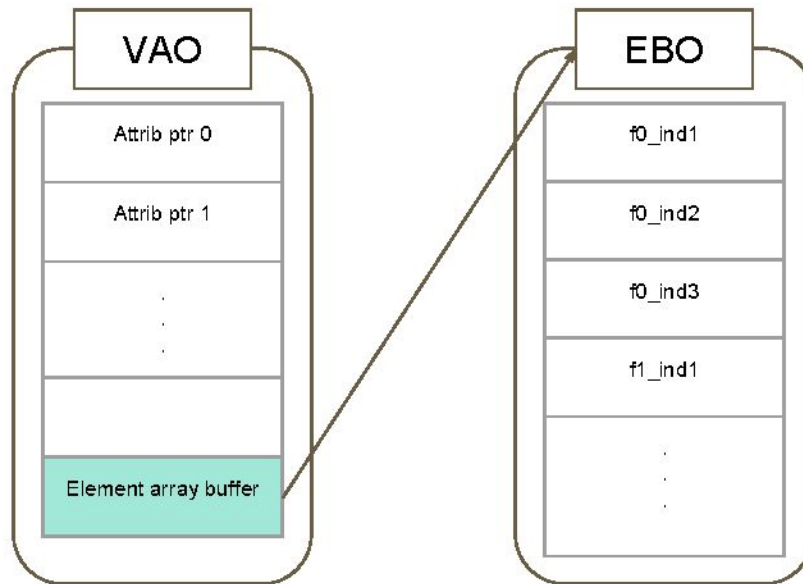 VAO
Attrib ptr 0
Attrib ptr 1
.
.
.
Element array buffer
EBO
f0_ind1
f0_ind2
f0_ind3
f1_ind1
.
.
.